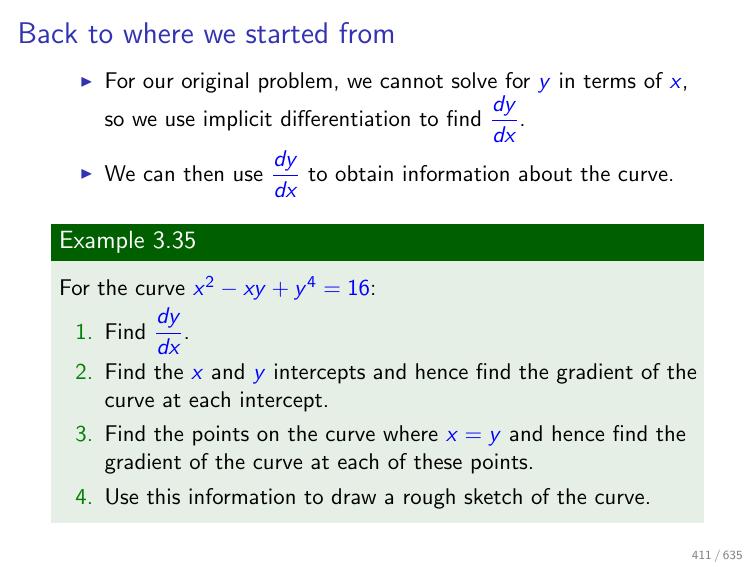 Back to where we started from
▶ For our original problem, we cannot solve for y in terms of x,
so we use implicit differentiation to find dy/dx.
▶ We can then use dy/dx to obtain information about the curve.
Example 3.35
For the curve x² − xy + y⁴ = 16:
1. Find dy/dx.
2. Find the x and y intercepts and hence find the gradient of the
curve at each intercept.
3. Find the points on the curve where x = y and hence find the
gradient of the curve at each of these points.
4. Use this information to draw a rough sketch of the curve.
411 / 635